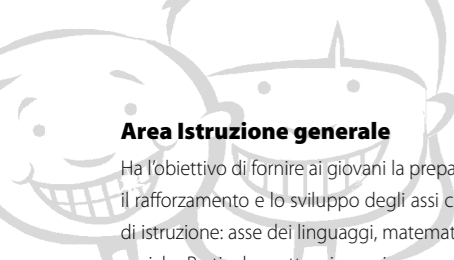 Area Istruzione generale
Ha l'obiettivo di fornire ai giovani la
il rafforzamento e lo sviluppo degli assi
di istruzione: asse dei linguaggi,